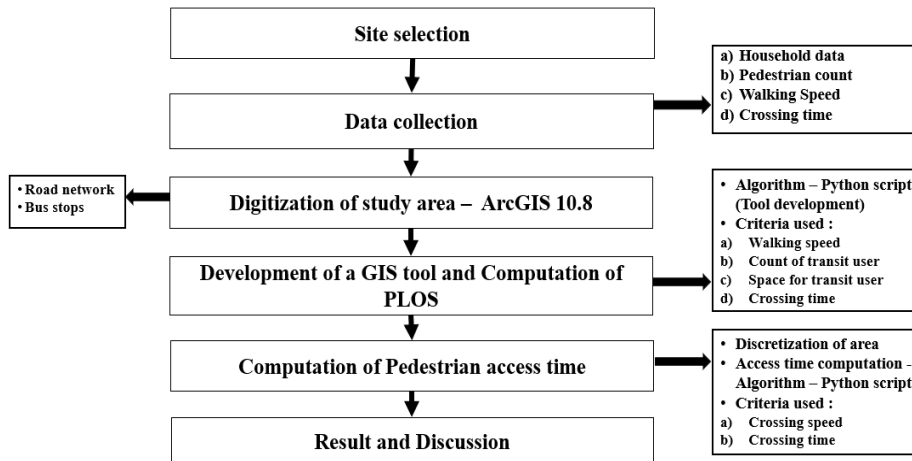 Site selection
a) Household data
b) Pedestrian count
c) Walking Speed
d) Crossing time
Data collection
• Road network
• Bus stops
Digitization of study area – ArcGIS 10.8
• Algorithm – Python script
(Tool development)
• Criteria used :
a) Walking speed
b) Count of transit user
c) Space for transit user
d) Crossing time
Development of a GIS tool and Computation of
PLOS
Computation of Pedestrian access time
• Discretization of area
• Access time computation -
Algorithm – Python script
• Criteria used :
a) Crossing speed
b) Crossing time
Result and Discussion